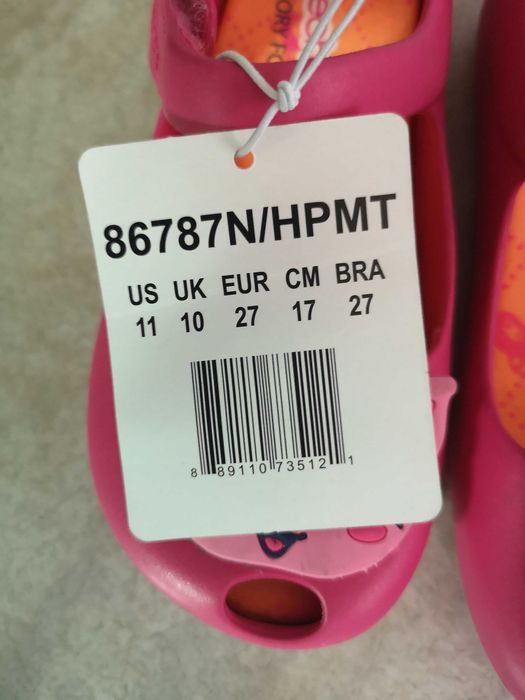 86787N/HPMT
US UK EUR CM BRA
11 10 27 17 27
8 89110 73512 1